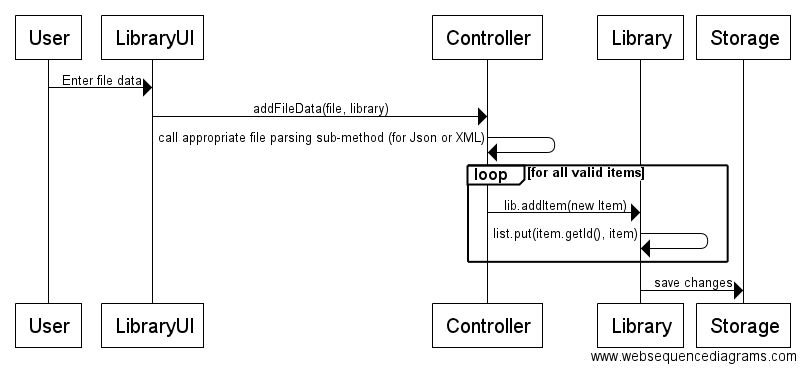 User LibraryUI Controller Library Storage
Enter file data
addFileData(file, library)
call appropriate file parsing sub-method (for Json or XML)
loop [for all valid items]
lib.addItem(new Item)
list.put(item.getId(), item)
save changes
User LibraryUI Controller Library Storage
www.websequencediagrams.com